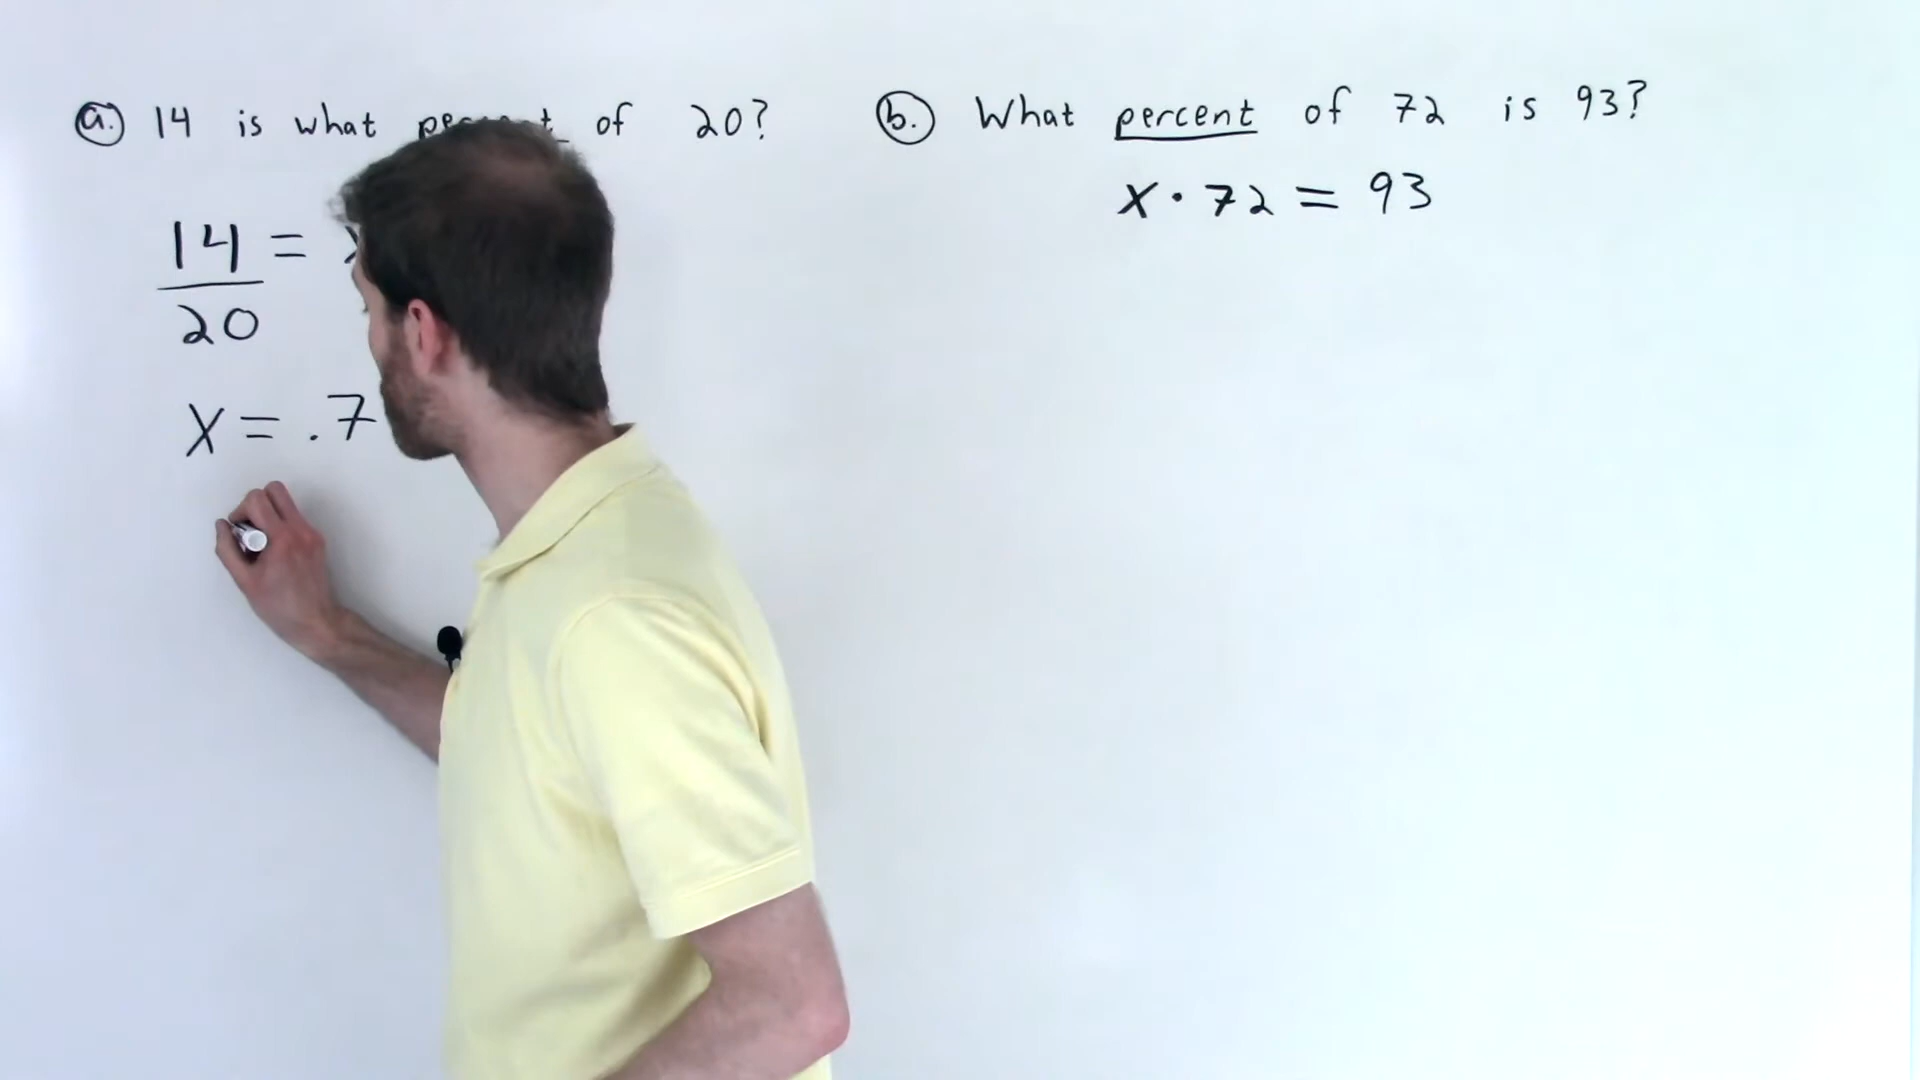 a. 14 is what of 20?
14 =
20
x = .7
b. What percent of 72 is 93?
x · 72 = 93